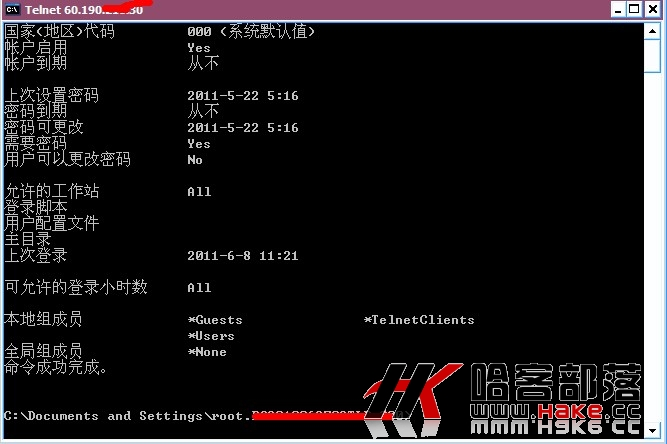 Telnet 60.190.
国家(地区)代码 000 (系统默认值)
帐户启用 Yes
帐户到期 从不
上次设置密码 2011-5-22 5:16
密码到期 从不
密码可更改 2011-5-22 5:16
需要密码 Yes
用户可以更改密码 No
允许的工作站 All
登录脚本
用户配置文件
主目录
上次登录 2011-6-8 11:21
可允许的登录小时数 All
本地组成员 *Guests *TelnetClients
*Users
全局组成员 *None
命令成功完成。
C:\Documents and Settings\root.
HK 哈客部落
www.Hake.cc